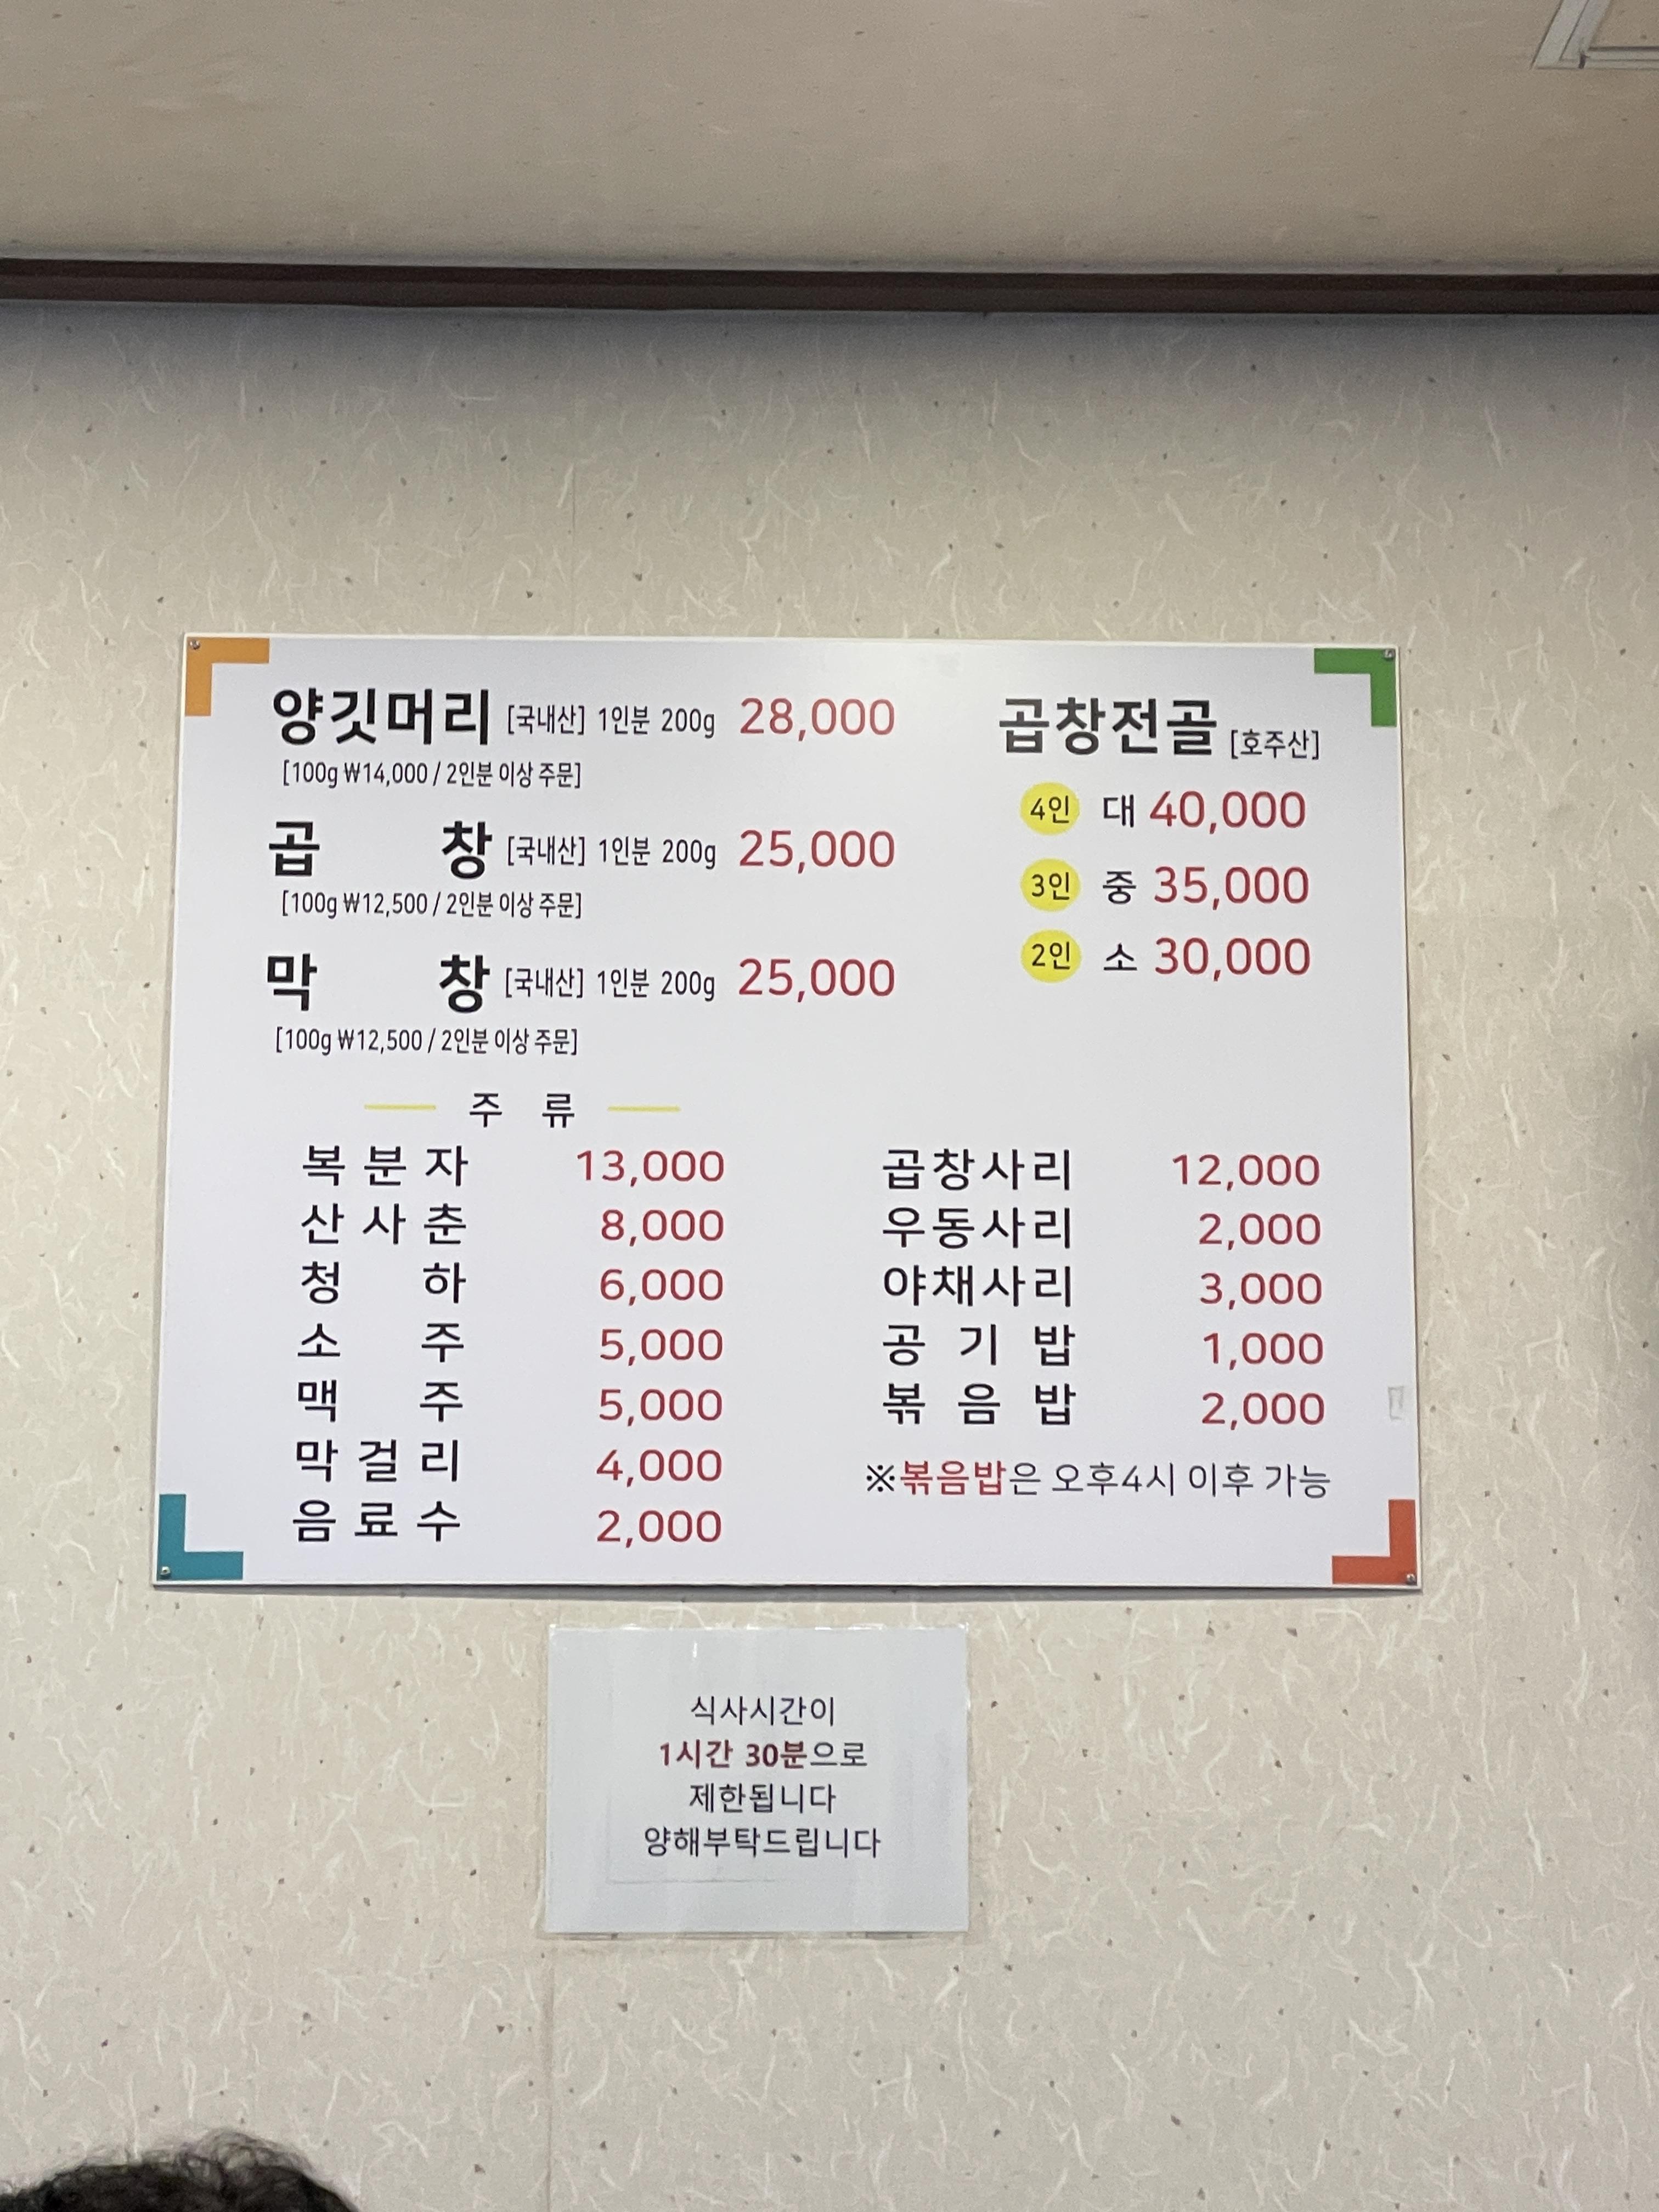 양깃머리 [국내산] 1인분 200g 28,000
[100g ₩14,000 / 2인분 이상 주문]
곱창 [국내산] 1인분 200g 25,000
[100g ₩12,500 / 2인분 이상 주문]
막창 [국내산] 1인분 200g 25,000
[100g ₩12,500 / 2인분 이상 주문]
곱창전골 [호주산]
4인 대 40,000
3인 중 35,000
2인 소 30,000
주류
복분자 13,000
산사춘 8,000
청하 6,000
소주 5,000
맥주 5,000
막걸리 4,000
음료수 2,000
곱창사리 12,000
우동사리 2,000
야채사리 3,000
공기밥 1,000
볶음밥 2,000
※볶음밥은 오후4시 이후 가능
식사시간이
1시간 30분으로
제한됩니다
양해부탁드립니다